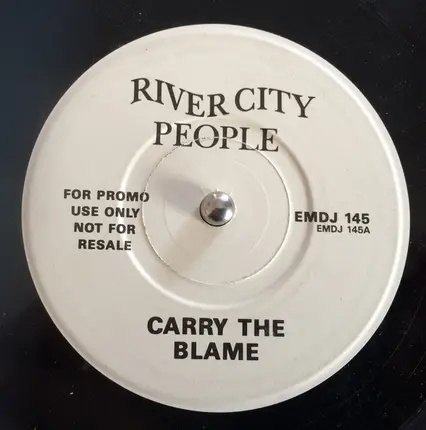 RIVER CITY
PEOPLE
FOR PROMO
USE ONLY
NOT FOR
RESALE
EMDJ 145
EMDJ 145A
CARRY THE
BLAME